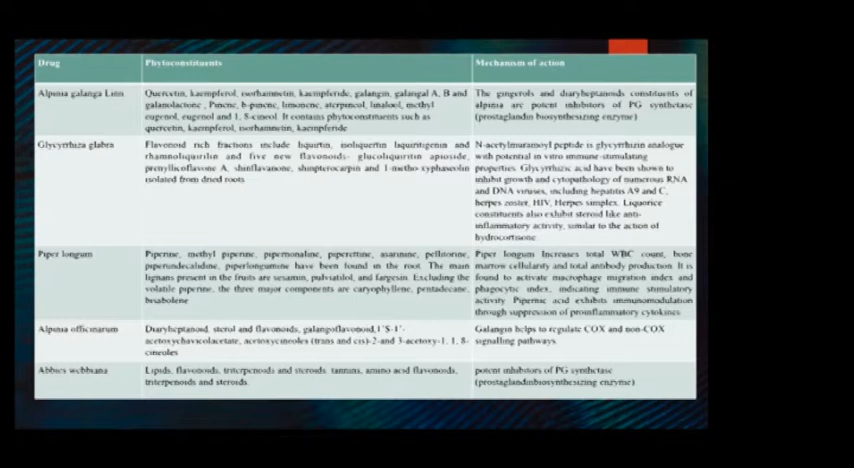 Drug Phytoconstituents Mechanism of action
Alpinia galanga Linn
Quercetin, kaempferol, isorhamnetin, kaempferide, galangin, galangal A, B and
galanolactone , Pinene, b-pinene, limonene, aterpineol, linalool, methyl
eugenol, eugenol and 1, 8-cineol. It contains phytoconstituents such as
quercetin, kaempferol, isorhamnetin, kaempferide
The gingerols and diaryheptanoids constituents of
alpinia are potent inhibitors of PG synthetase
(prostaglandin biosynthesizing enzyme)
Glycyrrhiza glabra
Flavonoid rich fractions include liquirtin, isoliquertin liquiritigenin and
rhamnoliquirilin and five new flavonoids- glucoliquiritin apioside,
prenyllicoflavone A, shinflavanone, shinpterocarpin and 1-metho-xyphaseolin
isolated from dried roots
N-acetylmuramoyl peptide is glycyrrhizin analogue
with potential in vitro immune-stimulating
properties. Glycyrrhizic acid have been shown to
inhibit growth and cytopathology of numerous RNA
and DNA viruses, including hepatitis A9 and C,
herpes zoster, HIV, Herpes simplex. Liquorice
constituents also exhibit steroid like anti-
inflammatory activity, similar to the action of
hydrocortisone.
Piper longum
Piperine, methyl piperine, pipernonaline, piperettine, asarinine, pellitorine,
piperundecalidine, piperlongumine have been found in the root. The main
lignans present in the fruits are sesamin, pulviatilol, and fargesin. Excluding the
volatile piperine, the three major components are caryophyllene, pentadecane,
bisabolene
Piper longum Increases total WBC count, bone
marrow cellularity and total antibody production. It is
found to activate macrophage migration index and
phagocytic index, indicating immune stimulatory
activity. Pipernic acid exhibits immunomodulation
through suppression of proinflammatory cytokines.
Alpinia officinarum
Diaryheptanoid, sterol and flavonoids, galangoflavonoid,1'S-1'-
acetoxychavicolacetate, acetoxycineoles (trans and cis)-2-and 3-acetoxy-1, 1, 8-
cineoles
Galangin helps to regulate COX and non-COX
signalling pathways.
Abbies webbiana
Lipids, flavonoids, triterpenoids and steroids. tannins, amino acid flavonoids,
triterpenoids and steroids.
potent inhibitors of PG synthetase
(prostaglandinbiosynthesizing enzyme)